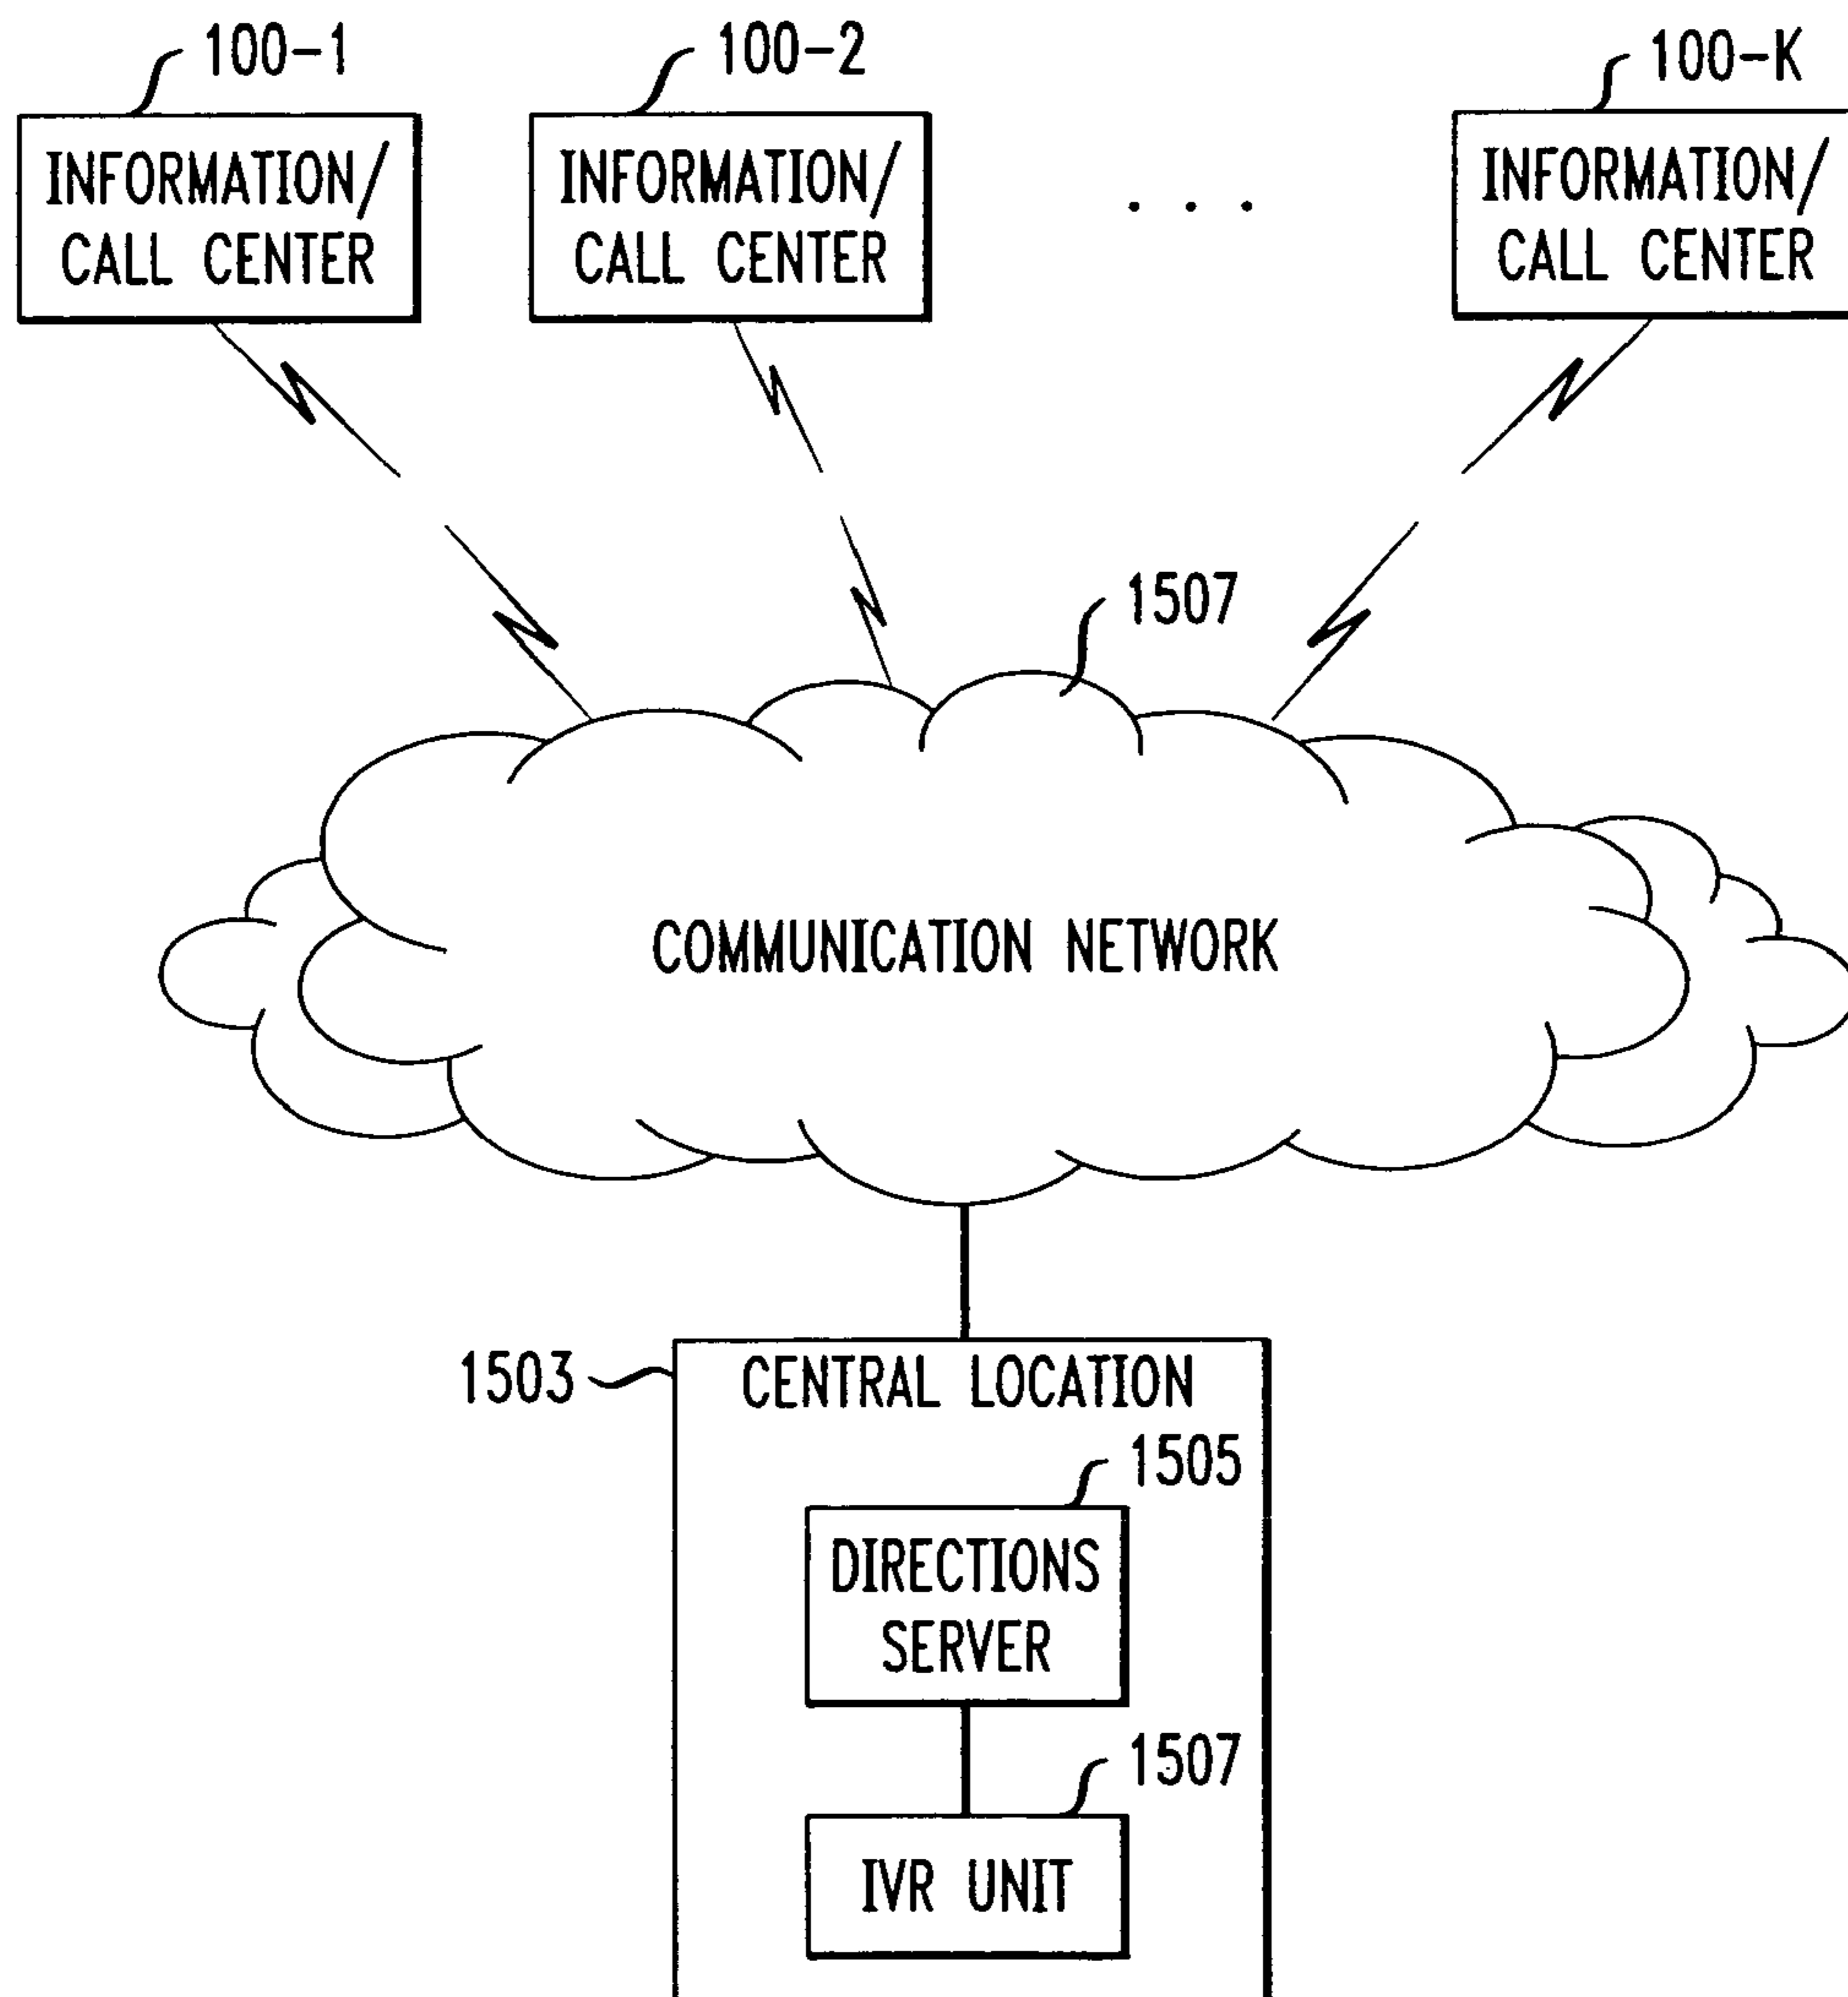 100-1
100-2
100-K
INFORMATION/
CALL CENTER
INFORMATION/
CALL CENTER
. . .
INFORMATION/
CALL CENTER
1507
COMMUNICATION NETWORK
1503
CENTRAL LOCATION
1505
DIRECTIONS
SERVER
1507
IVR UNIT